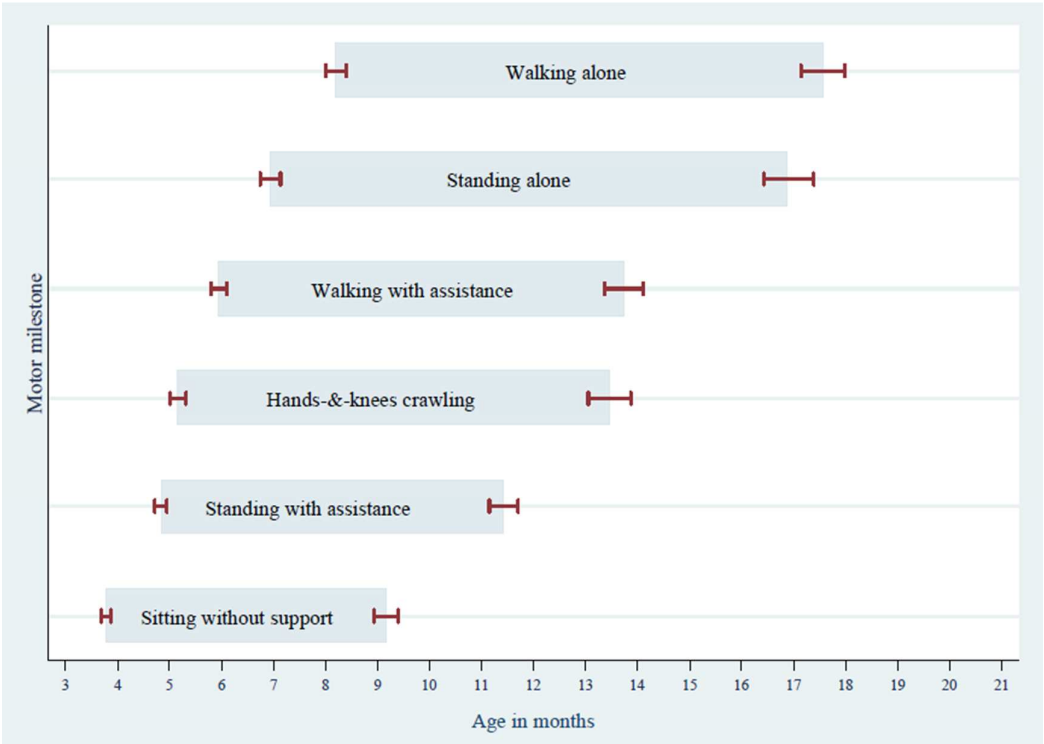 Walking alone
Standing alone
Walking with assistance
Hands-&-knees crawling
Standing with assistance
Sitting without support
Motor milestone
3 4 5 6 7 8 9 10 11 12 13 14 15 16 17 18 19 20 21
Age in months